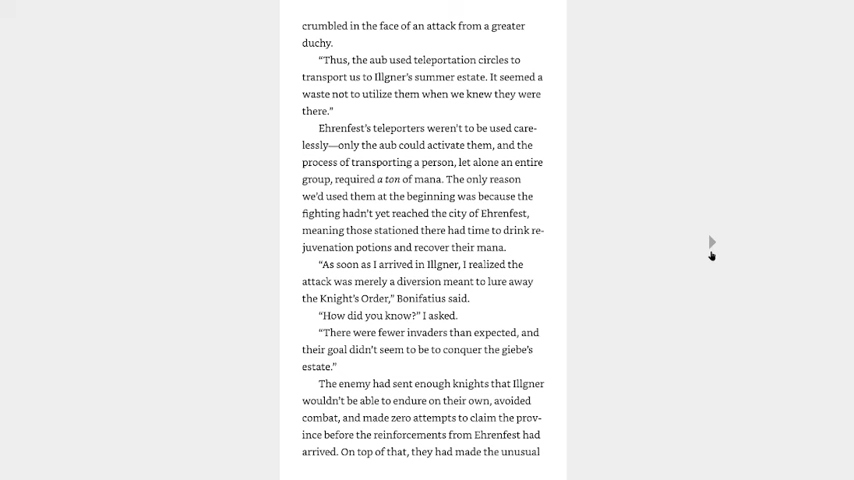 crumbled in the face of an attack from a greater
duchy.
“Thus, the aub used teleportation circles to
transport us to Illgner’s summer estate. It seemed a
waste not to utilize them when we knew they were
there.”
Ehrenfest’s teleporters weren’t to be used care-
lessly—only the aub could activate them, and the
process of transporting a person, let alone an entire
group, required a ton of mana. The only reason
we’d used them at the beginning was because the
fighting hadn’t yet reached the city of Ehrenfest,
meaning those stationed there had time to drink re-
juvenation potions and recover their mana.
“As soon as I arrived in Illgner, I realized the
attack was merely a diversion meant to lure away
the Knight’s Order,” Bonifatius said.
“How did you know?” I asked.
“There were fewer invaders than expected, and
their goal didn’t seem to be to conquer the giebe’s
estate.”
The enemy had sent enough knights that Illgner
wouldn’t be able to endure on their own, avoided
combat, and made zero attempts to claim the prov-
ince before the reinforcements from Ehrenfest had
arrived. On top of that, they had made the unusual